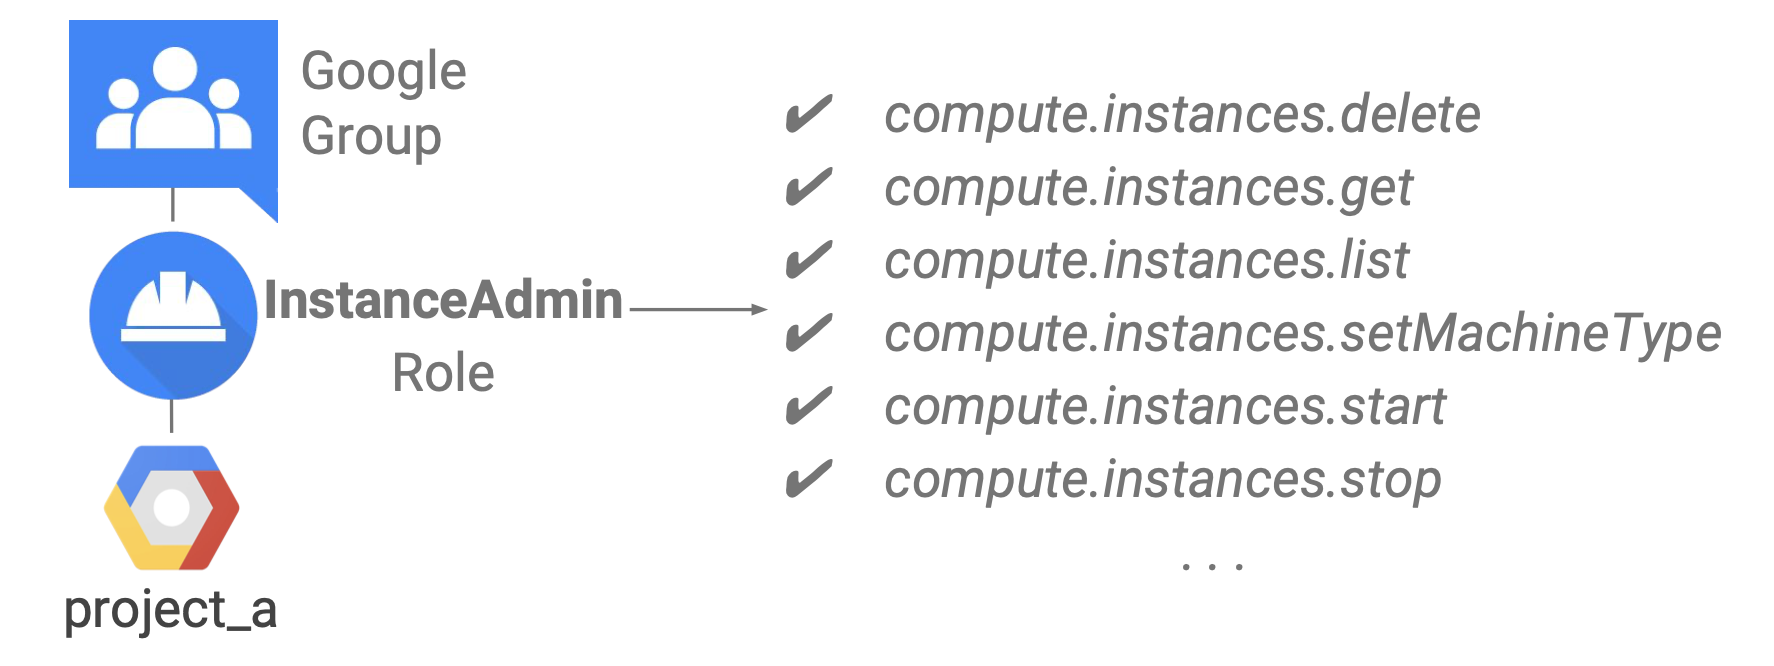 Google
Group
InstanceAdmin
Role
project_a
✔ compute.instances.delete
✔ compute.instances.get
✔ compute.instances.list
✔ compute.instances.setMachineType
✔ compute.instances.start
✔ compute.instances.stop
. . .